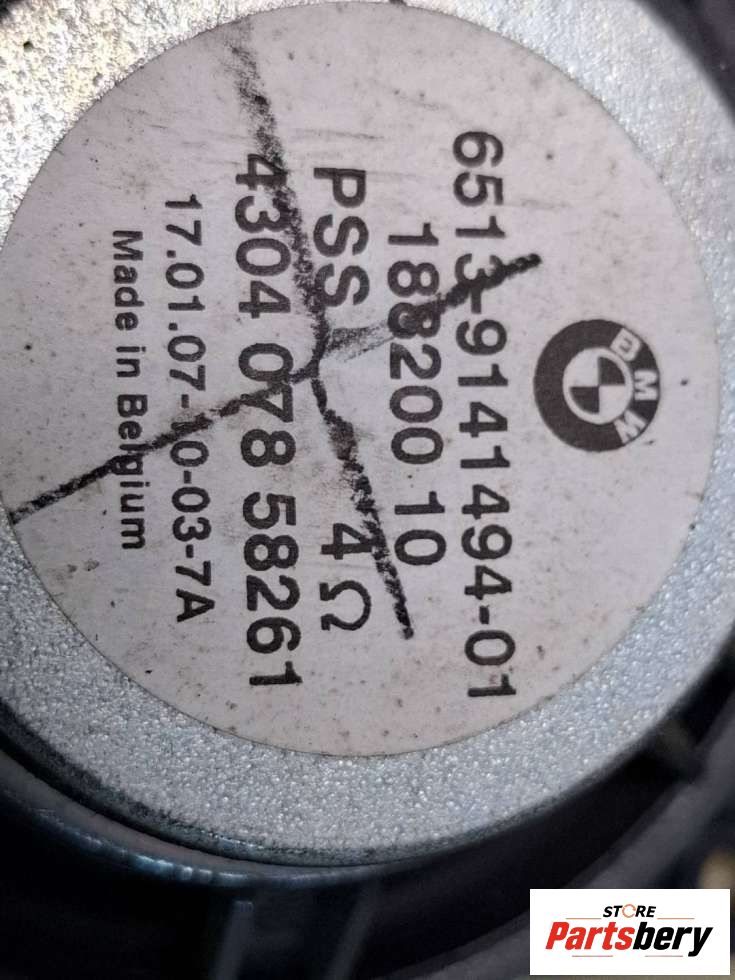 BMW
6513-9141494-01
188200 10
PSS 4Ω
4304 078 58261
17.01.07-10-03-7A
Made in Belgium
STORE
Partsbery